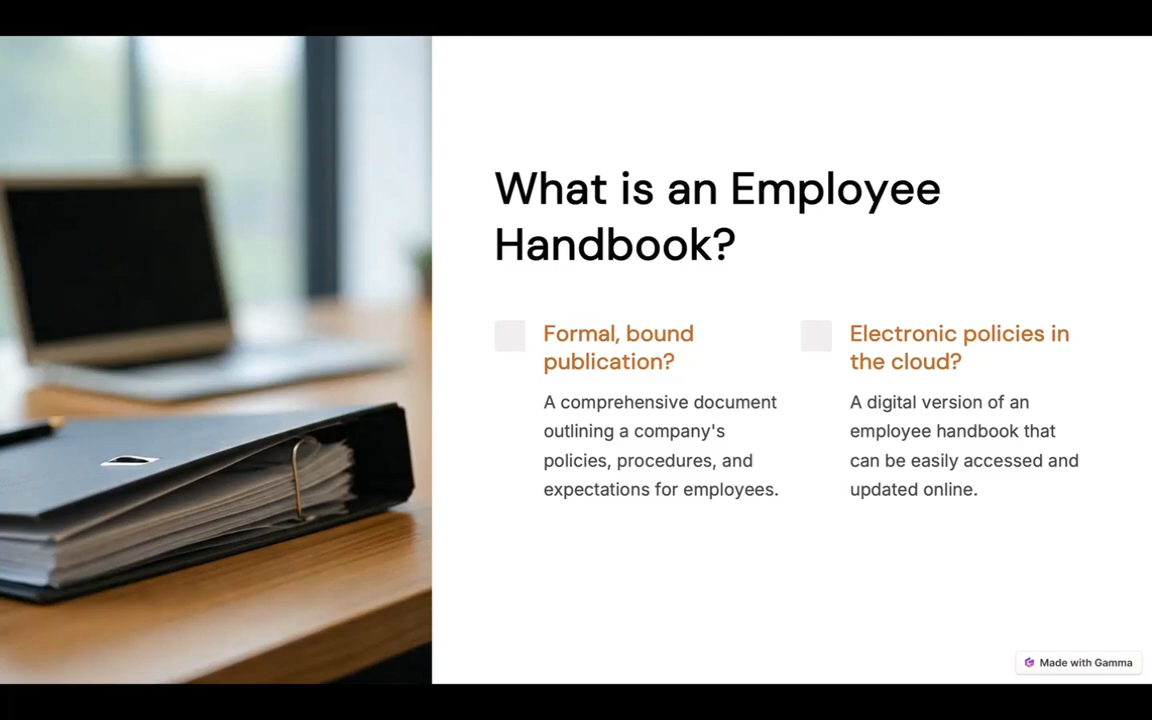 What is an Employee
Handbook?
Formal, bound
publication?
A comprehensive document
outlining a company's
policies, procedures, and
expectations for employees.
Electronic policies in
the cloud?
A digital version of an
employee handbook that
can be easily accessed and
updated online.
Made with Gamma